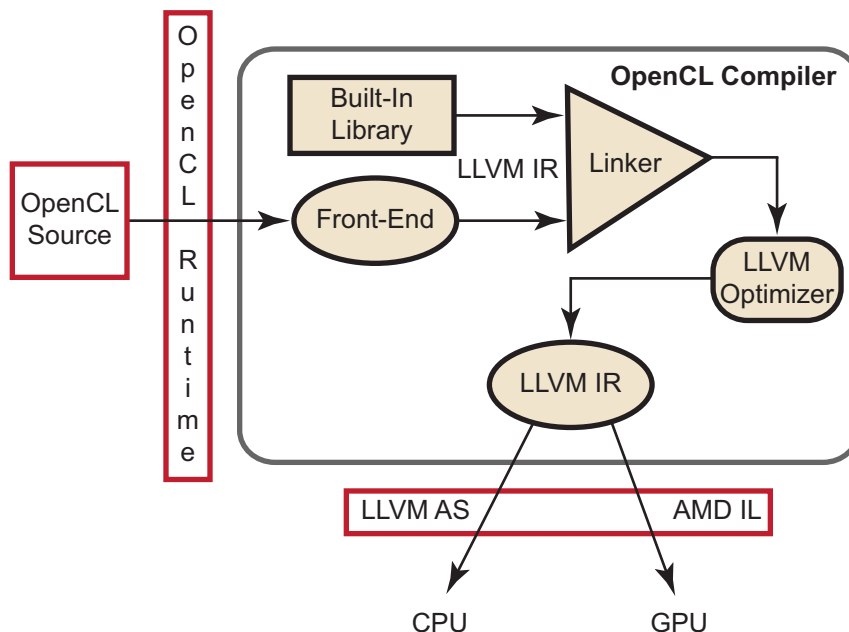 OpenCL
Runtime
OpenCL Compiler
Built-In
Library
LLVM IR
Linker
OpenCL
Source
Front-End
LLVM
Optimizer
LLVM IR
LLVM AS
AMD IL
CPU
GPU